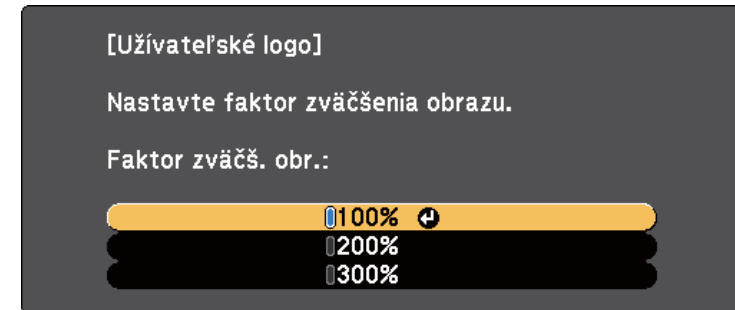 [Užívateľské logo]
Nastavte faktor zväčšenia obrazu.
Faktor zväčš. obr.:
100%
200%
300%